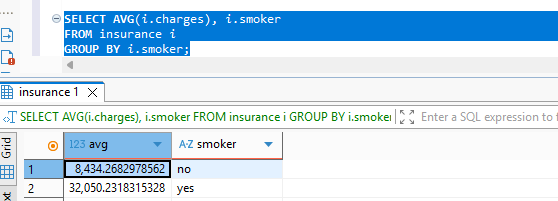 SELECT AVG(i.charges), i.smoker
FROM insurance i
GROUP BY i.smoker;
insurance 1
SELECT AVG(i.charges), i.smoker FROM insurance i GROUP BY i.smoker
Enter a SQL expression to
Grid
123 avg
A-Z smoker
1 8,434.2682978562 no
2 32,050.2318315328 yes